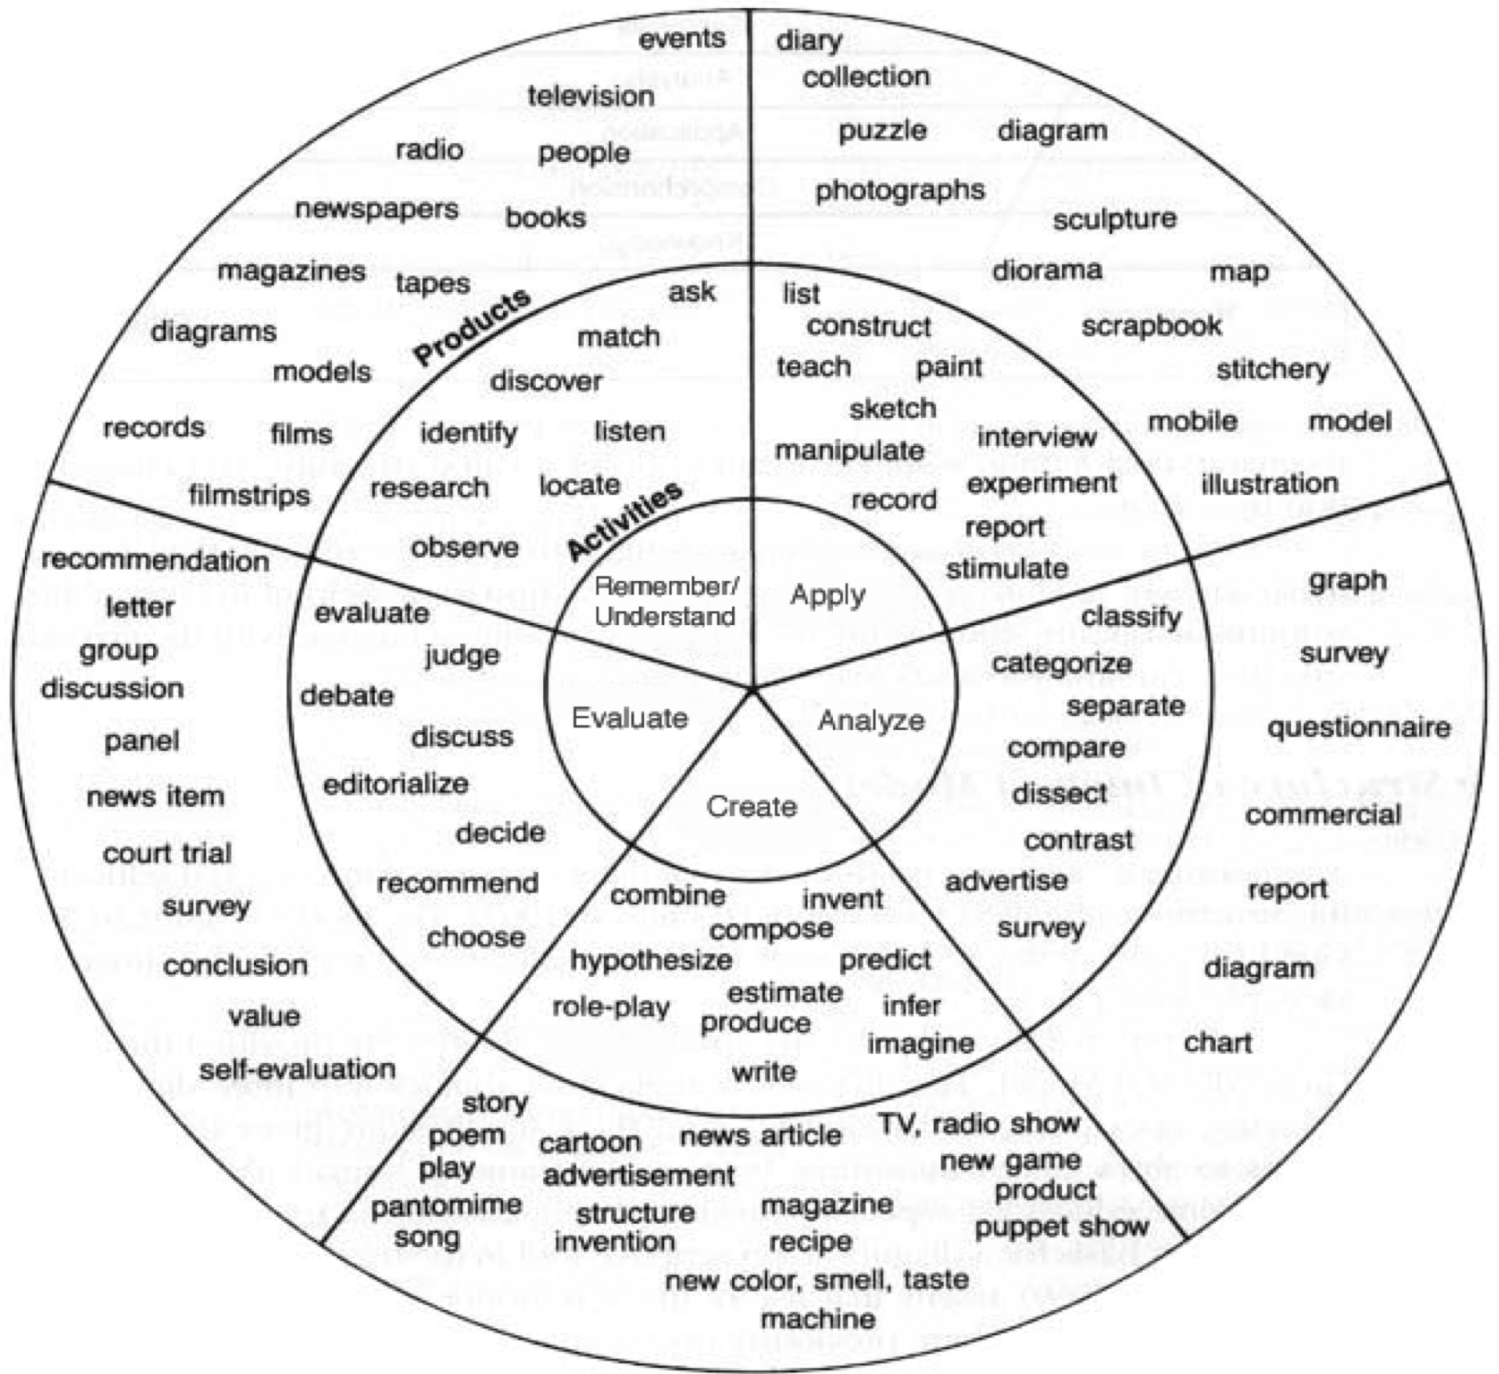 events
television
radio
people
newspapers
books
magazines
tapes
diagrams
models
records
films
filmstrips
Products
ask
match
discover
identify
listen
research
locate
observe
Activities
Remember/
Understand
diary
collection
puzzle
diagram
photographs
sculpture
diorama
map
scrapbook
stitchery
mobile
model
illustration
list
construct
teach
paint
sketch
interview
manipulate
experiment
record
report
stimulate
Apply
graph
survey
questionnaire
commercial
report
diagram
chart
classify
categorize
separate
compare
dissect
contrast
advertise
survey
Analyze
Create
combine
invent
compose
hypothesize
predict
estimate
role-play
infer
produce
imagine
write
story
poem
play
pantomime
song
cartoon
advertisement
structure
invention
news article
magazine
recipe
TV, radio show
new game
product
puppet show
new color, smell, taste
machine
Evaluate
evaluate
judge
debate
discuss
editorialize
decide
recommend
choose
recommendation
letter
group
discussion
panel
news item
court trial
survey
conclusion
value
self-evaluation